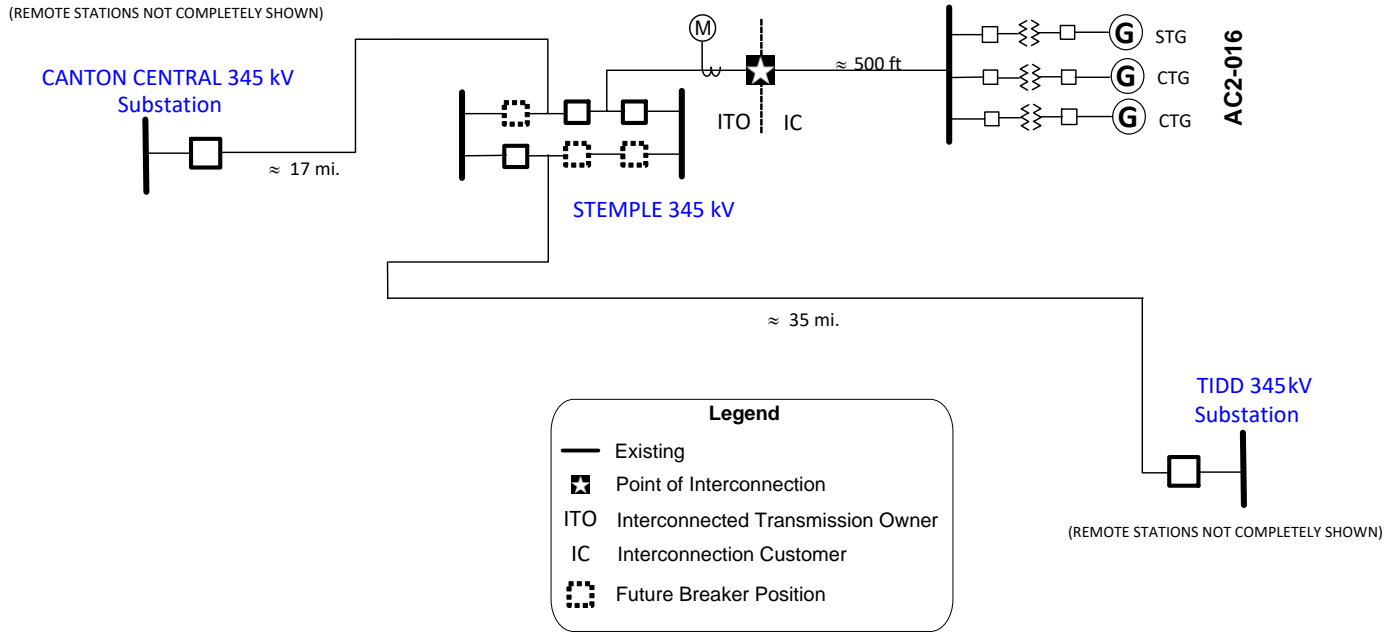 (REMOTE STATIONS NOT COMPLETELY SHOWN)
CANTON CENTRAL 345 kV
Substation
≈ 17 mi.
M
ITO
IC
≈ 500 ft
G
STG
G
CTG
G
CTG
AC2-016
STEMPLE 345 kV
≈ 35 mi.
TIDD 345kV
Substation
(REMOTE STATIONS NOT COMPLETELY SHOWN)
Legend
Existing
Point of Interconnection
ITO Interconnected Transmission Owner
IC Interconnection Customer
Future Breaker Position